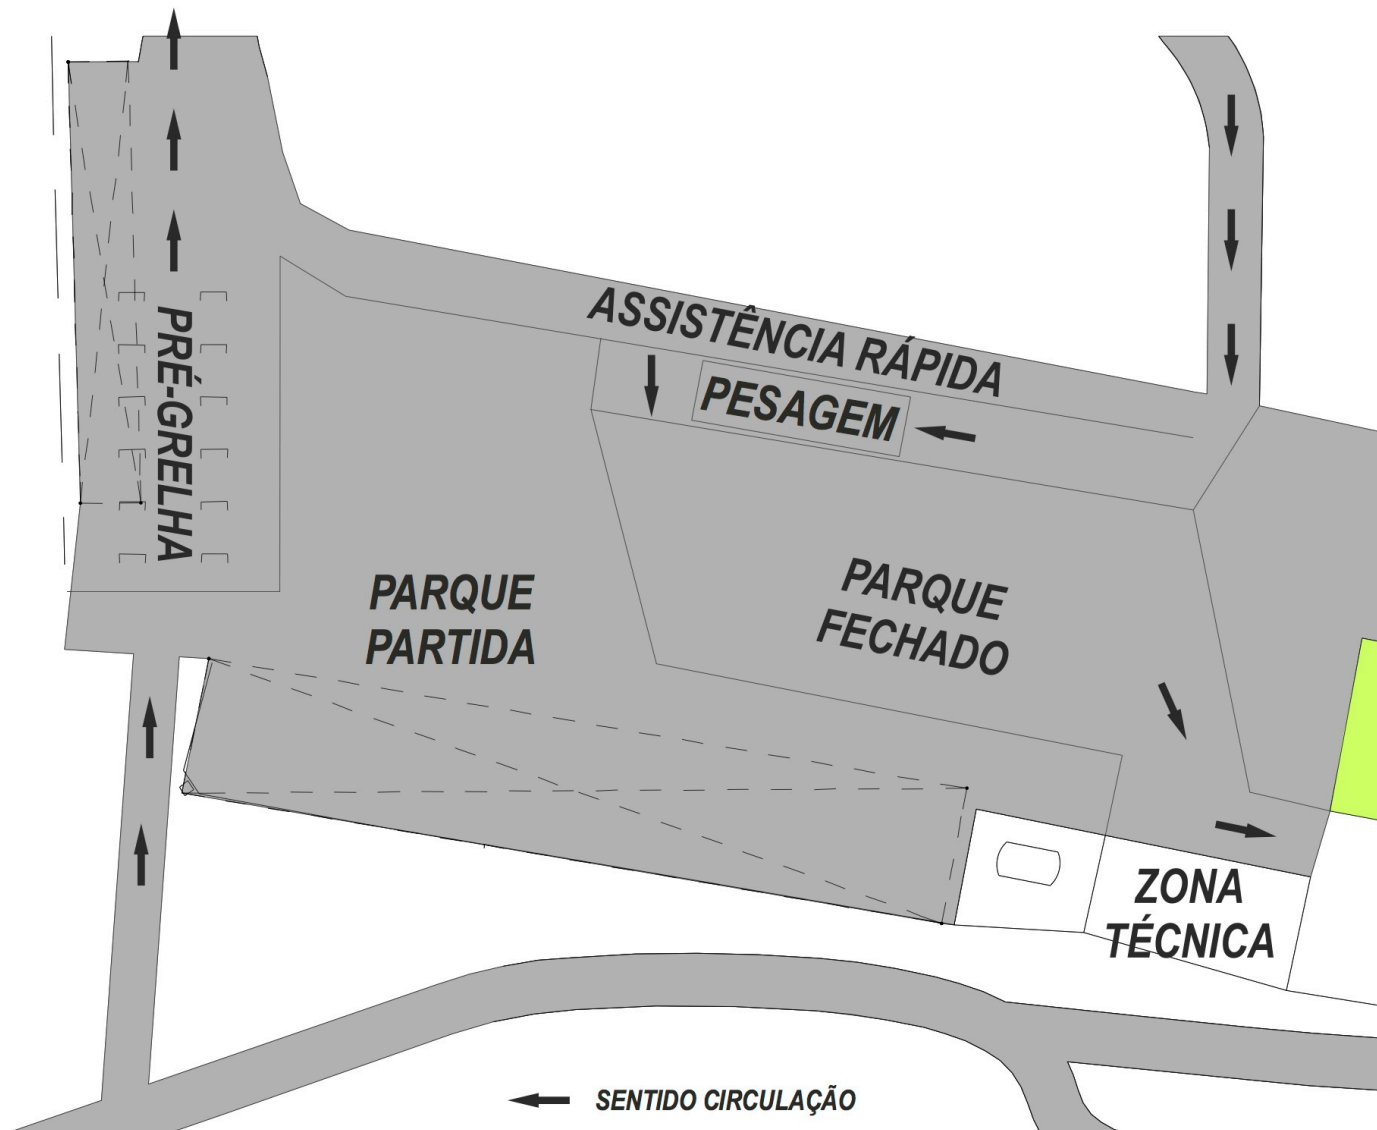 ASSISTÊNCIA RÁPIDA
PESAGEM
PRÉ-GRELHA
PARQUE
PARTIDA
PARQUE
FECHADO
ZONA
TÉCNICA
SENTIDO CIRCULAÇÃO